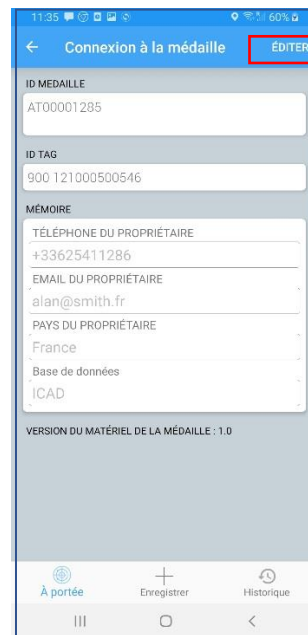 11:35 60%
Connexion à la médaille ÉDITER
ID MEDAILLE
AT00001285
ID TAG
900 121000500546
MÉMOIRE
TÉLÉPHONE DU PROPRIÉTAIRE
+33625411286
EMAIL DU PROPRIÉTAIRE
alan@smith.fr
PAYS DU PROPRIÉTAIRE
France
Base de données
ICAD
VERSION DU MATÉRIEL DE LA MÉDAILLE : 1.0
À portée Enregistrer Historique